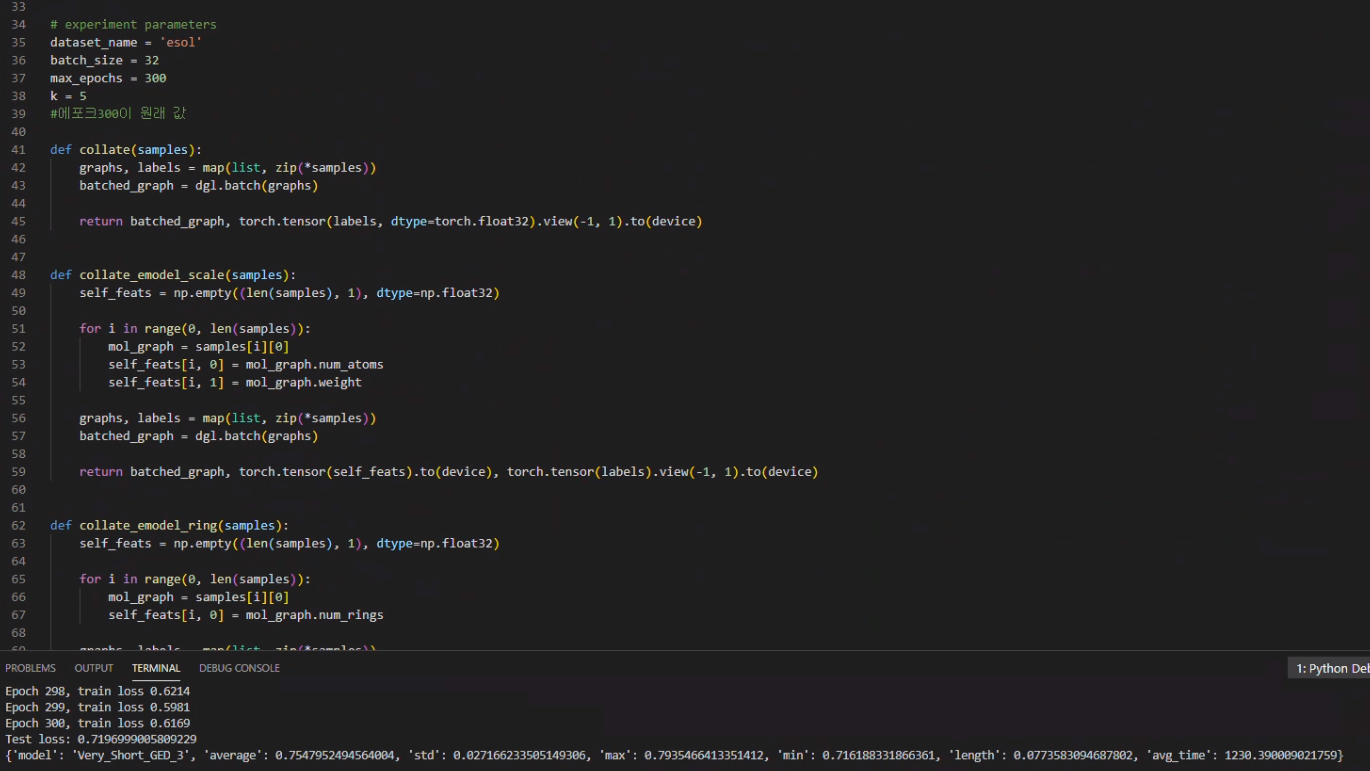 33
34 # experiment parameters
35 dataset_name = 'esol'
36 batch_size = 32
37 max_epochs = 300
38 k = 5
39 #에포크300이 원래 값
40
41 def collate(samples):
42     graphs, labels = map(list, zip(*samples))
43     batched_graph = dgl.batch(graphs)
44
45     return batched_graph, torch.tensor(labels, dtype=torch.float32).view(-1, 1).to(device)
46
47
48 def collate_emodel_scale(samples):
49     self_feats = np.empty((len(samples), 1), dtype=np.float32)
50
51     for i in range(0, len(samples)):
52         mol_graph = samples[i][0]
53         self_feats[i, 0] = mol_graph.num_atoms
54         self_feats[i, 1] = mol_graph.weight
55
56     graphs, labels = map(list, zip(*samples))
57     batched_graph = dgl.batch(graphs)
58
59     return batched_graph, torch.tensor(self_feats).to(device), torch.tensor(labels).view(-1, 1).to(device)
60
61
62 def collate_emodel_ring(samples):
63     self_feats = np.empty((len(samples), 1), dtype=np.float32)
64
65     for i in range(0, len(samples)):
66         mol_graph = samples[i][0]
67         self_feats[i, 0] = mol_graph.num_rings
68
69     graphs, labels = map(list, zip(*samples))
PROBLEMS OUTPUT TERMINAL DEBUG CONSOLE 1: Python Deb
Epoch 298, train loss 0.6214
Epoch 299, train loss 0.5981
Epoch 300, train loss 0.6169
Test loss: 0.7196999005809229
{'model': 'Very_Short_GED_3', 'average': 0.7547952494564004, 'std': 0.027166233505149306, 'max': 0.7935466413351412, 'min': 0.716188331866361, 'length': 0.0773583094687802, 'avg_time': 1230.390009021759}